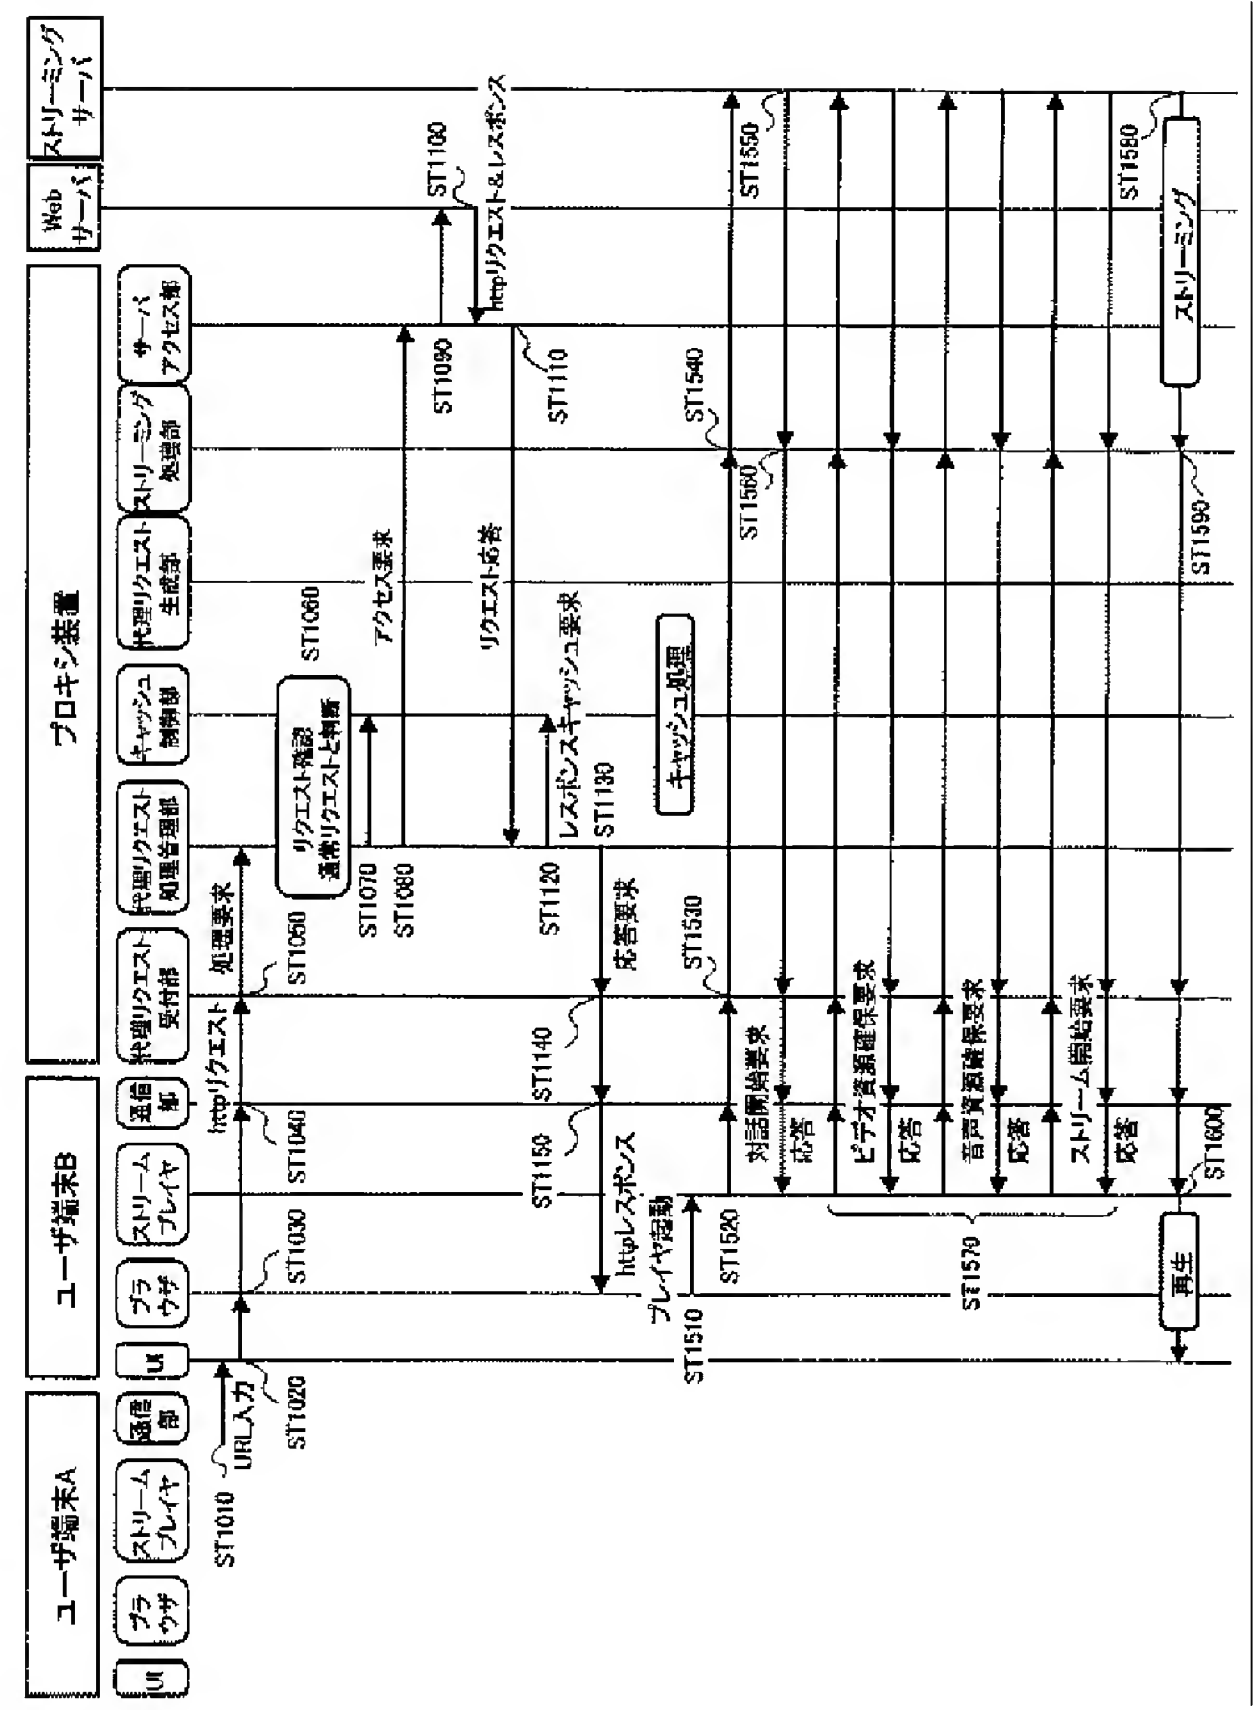 ユーザ端末A
ユーザ端末B
プロキシ装置
Web
サーバ
ストリーミング
サーバ
UI
ブラ
ウザ
ストリーム
プレイヤ
通信
部
UI
ブラ
ウザ
ストリーム
プレイヤ
通信
部
代理リクエスト
受付部
代理リクエスト
処理管理部
キャッシュ
制御部
代理リクエスト
生成部
ストリーミング
処理部
サーバ
アクセス部
ST1010
URL入力
ST1020
ST1030
ST1040
httpリクエスト
ST1050
処理要求
リクエスト確認
通常リクエストと判断
ST1060
ST1070
ST1080
アクセス要求
ST1090
ST1100
httpリクエスト&レスポンス
ST1110
リクエスト応答
ST1120
レスポンスキャッシュ要求
ST1130
応答要求
ST1140
ST1150
httpレスポンス
キャッシュ処理
プレイヤ起動
ST1510
ST1520
ST1530
ST1540
対話開始要求
ST1550
ST1560
応答
ビデオ資源確保要求
応答
音声資源確保要求
応答
ストリーム開始要求
応答
ST1570
ST1580
ストリーミング
ST1590
ST1600
再生